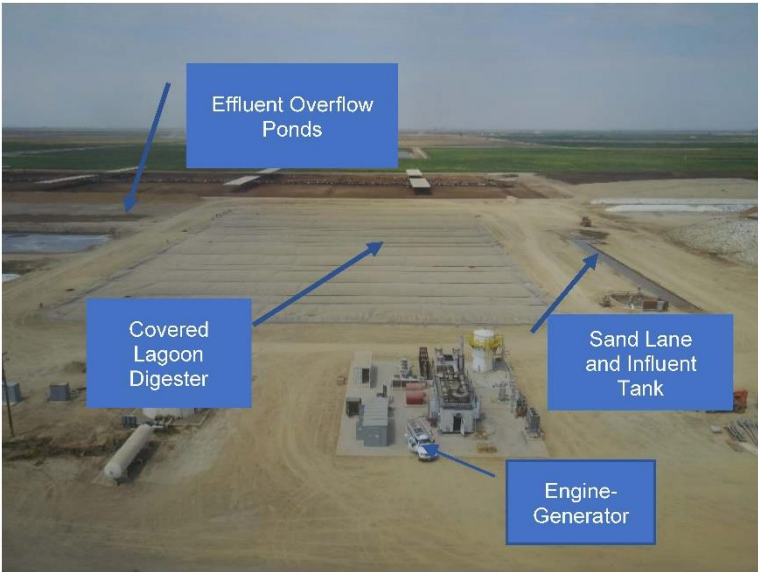 Effluent Overflow
Ponds
Covered
Lagoon
Digester
Sand Lane
and Influent
Tank
Engine-
Generator